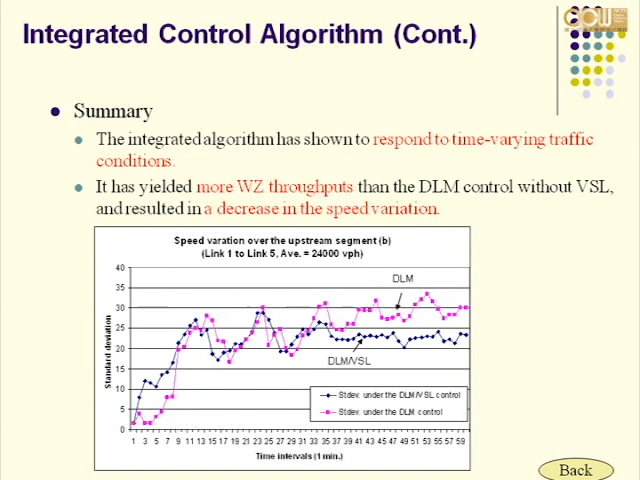 Integrated Control Algorithm (Cont.)
Summary
The integrated algorithm has shown to respond to time-varying traffic
conditions.
It has yielded more WZ throughputs than the DLM control without VSL,
and resulted in a decrease in the speed variation.
Speed varation over the upstream segment (b)
(Link 1 to Link 5, Ave. = 24000 vph)
40
35
30
25
20
15
10
5
0
Standard deviation
DLM
DLM/VSL
Stdev. under the DLM/VSL control
Stdev. under the DLM control
1 3 5 7 9 11 13 15 17 19 21 23 25 27 29 31 33 35 37 39 41 43 45 47 49 51 53 55 57 59
Time intervals (1 min.)
Back